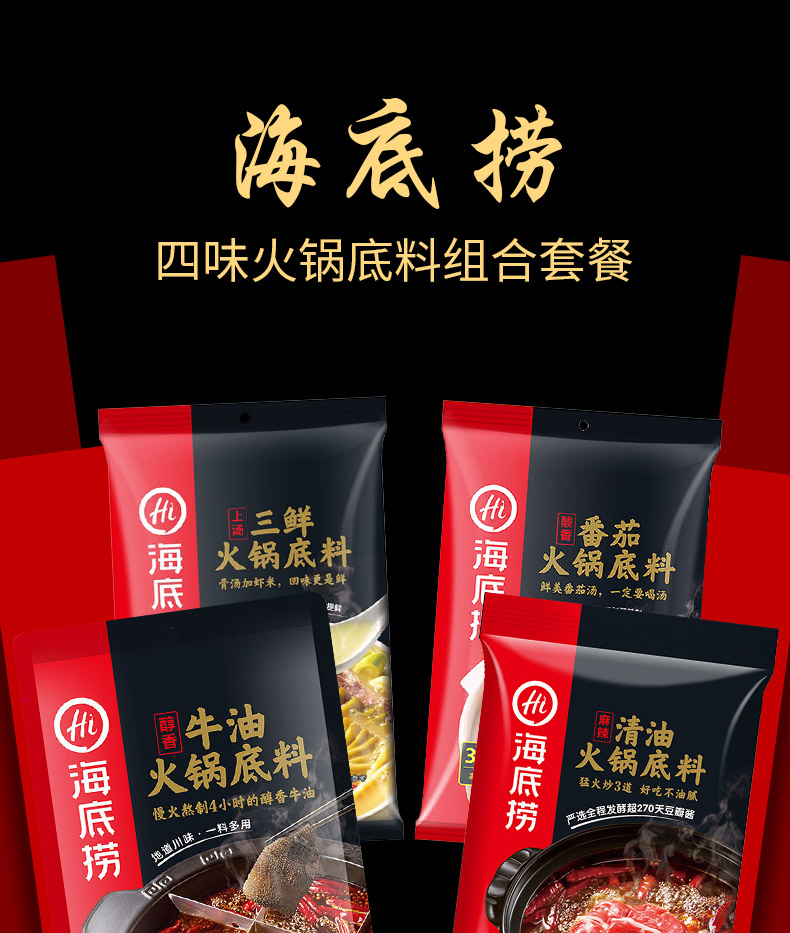 海底捞
四味火锅底料组合套餐
Hi
海底
上汤
三鲜
火锅底料
骨汤加虾米，回味更是鲜
Hi
海底捞
酸香
番茄
火锅底料
鲜美番茄汤，一定要喝汤
3
Hi
海底捞
醇香
牛油
火锅底料
慢火熬制4小时的醇香牛油
地道川味·一料多用
Hi
海底捞
麻辣
清油
火锅底料
猛火炒3道 好吃不油腻
严选全程发酵超270天豆瓣酱